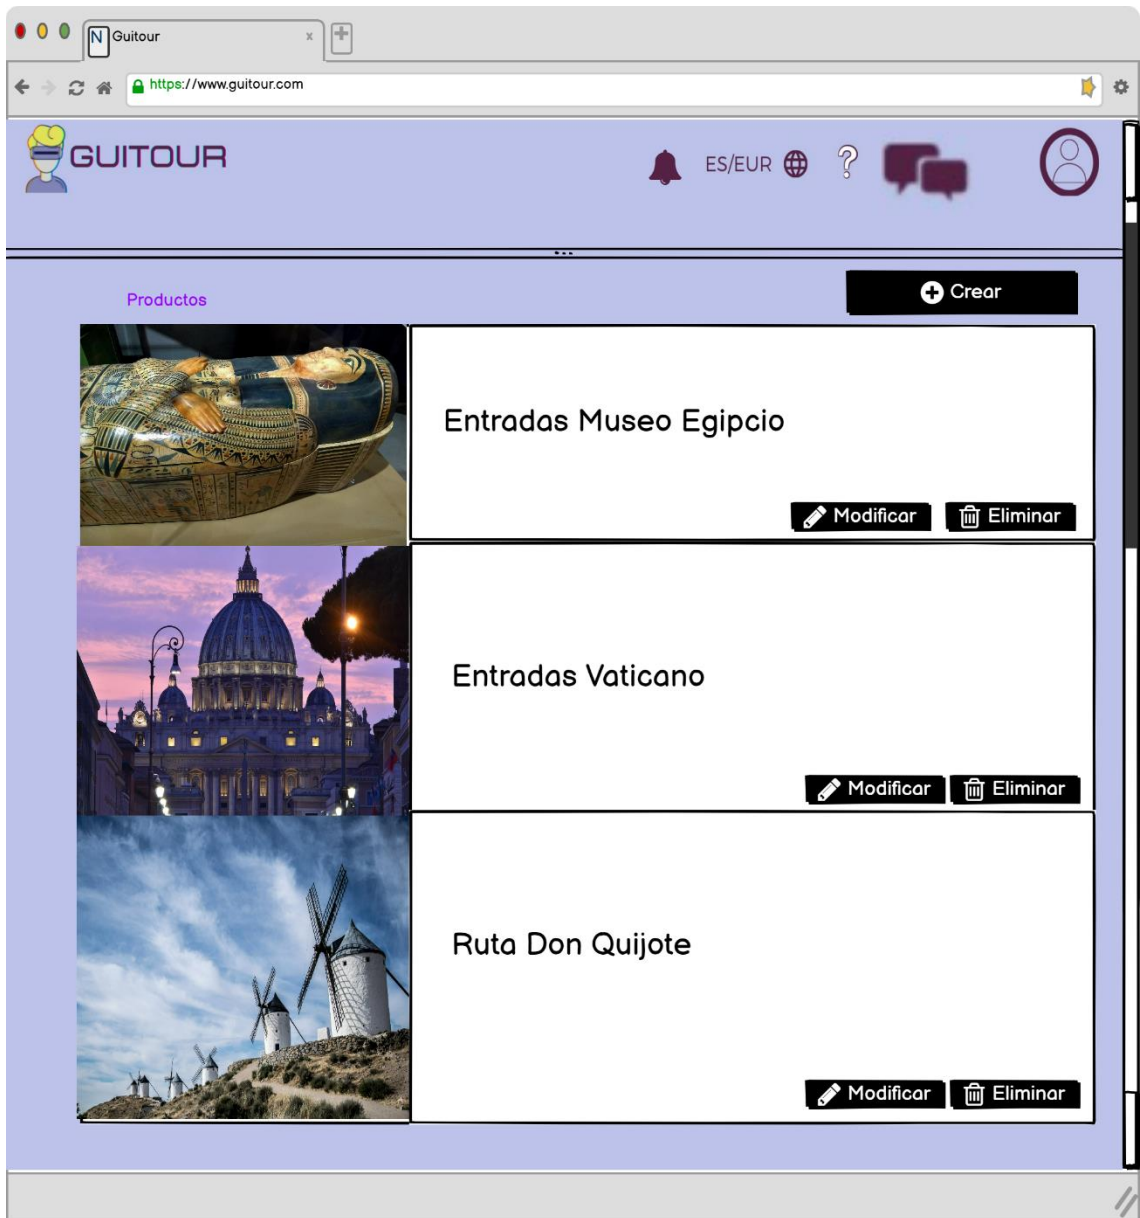 N Guitour x
https://www.guitour.com
GUITOUR
ES/EUR ?
Productos
Crear
Entradas Museo Egipcio
Modificar Eliminar
Entradas Vaticano
Modificar Eliminar
Ruta Don Quijote
Modificar Eliminar